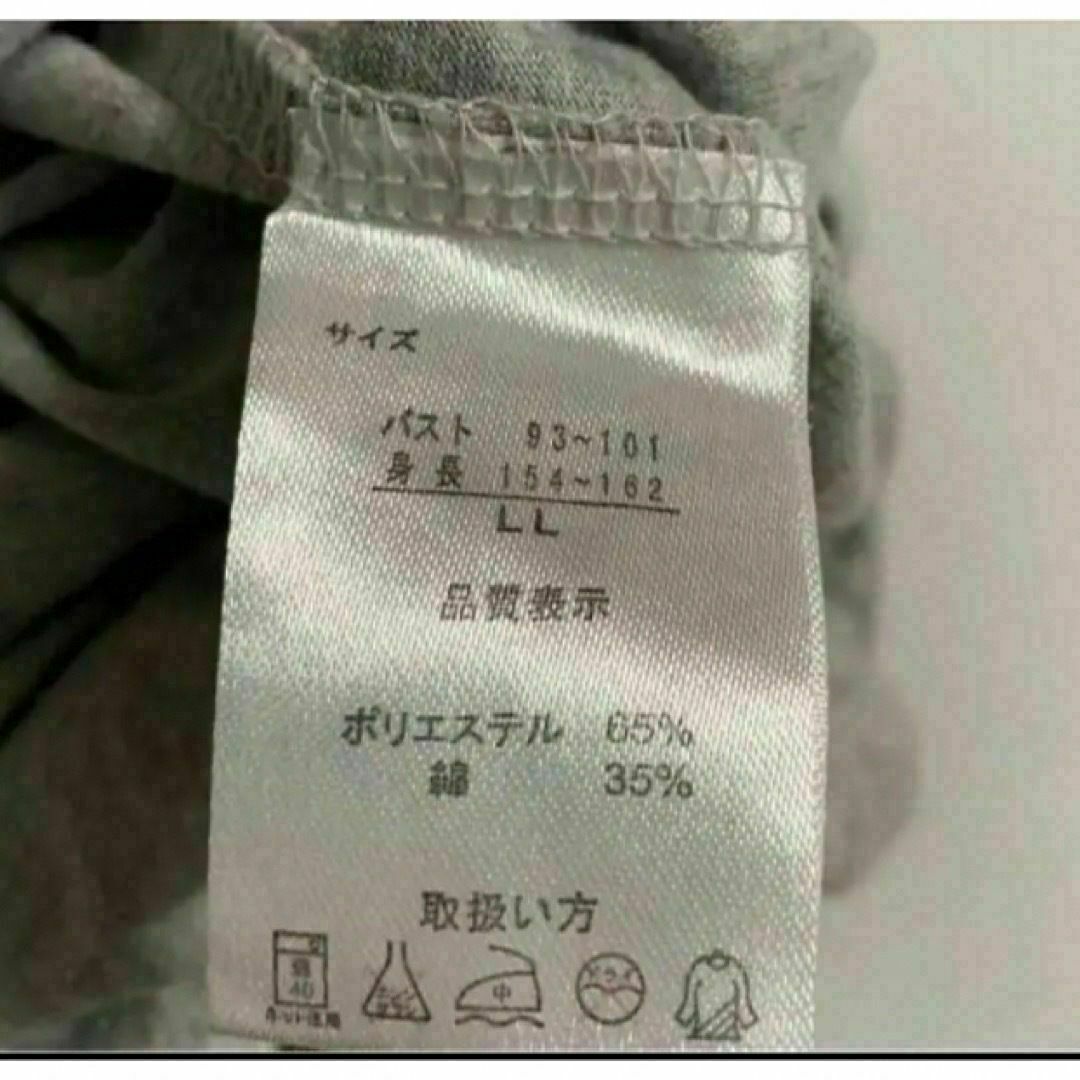 サイズ
バスト 93~101
身長 154~162
LL
品質表示
ポリエステル 65%
綿 35%
取扱い方
弱
40
中
ドライ
ネット使用